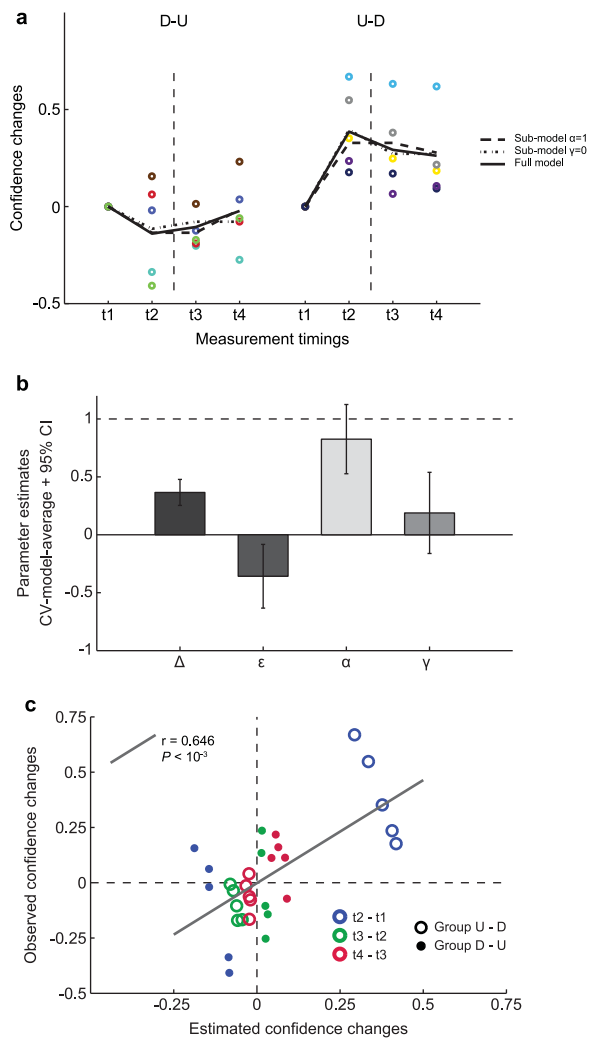 a
D-U
U-D
Confidence changes
0.5
0
-0.5
t1 t2 t3 t4 t1 t2 t3 t4
Measurement timings
Sub-model α=1
Sub-model γ=0
Full model
b
Parameter estimates
CV-model-average + 95% CI
1
0.5
0
-0.5
-1
Δ ε α γ
c
Observed confidence changes
0.75
0.5
0.25
0
-0.25
-0.5
r = 0.646
P < 10⁻³
t2 - t1
t3 - t2
t4 - t3
Group U - D
Group D - U
-0.25 0 0.25 0.5 0.75
Estimated confidence changes